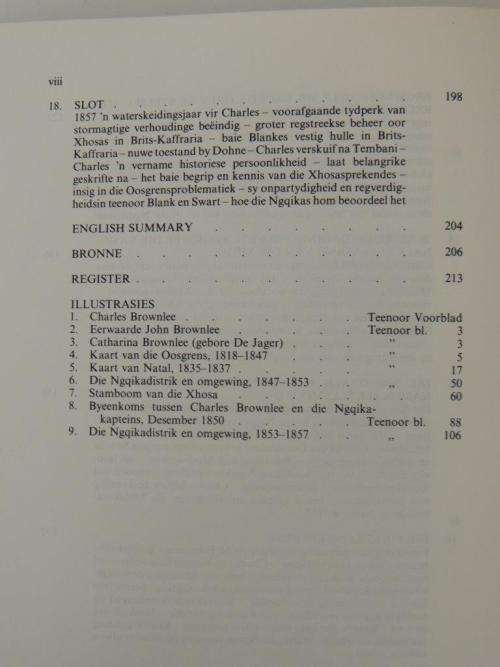 viii
18. SLOT . . . . . . . . . . . . 198
1857 'n waterskeidingsjaar vir Charles – voorafgaande tydperk van
stormagtige verhoudinge beëindig – groter regstreekse beheer oor
Xhosas in Brits-Kaffraria – baie Blankes vestig hulle in Brits-
Kaffraria – nuwe toestand by Dohne – Charles verskuif na Tembani –
Charles 'n vername historiese persoonlikheid – laat belangrike
geskrifte na – het baie begrip en kennis van die Xhosasprekendes –
insig in die Oosgrensproblematiek – sy onpartydigheid en regverdig-
heidsin teenoor Blank en Swart – hoe die Ngqikas hom beoordeel het
ENGLISH SUMMARY . . . . . . . . . 204
BRONNE . . . . . . . . . . . . 206
REGISTER . . . . . . . . . . . . 213
ILLUSTRASIES
1. Charles Brownlee . . . . . . . Teenoor Voorblad
2. Eerwaarde John Brownlee . . . . . Teenoor bl. 3
3. Catharina Brownlee (gebore De Jager) . . . „ 3
4. Kaart van die Oosgrens, 1818–1847 . . . „ 5
5. Kaart van Natal, 1835–1837 . . . . . „ 17
6. Die Ngqikadistrik en omgewing, 1847–1853 . . „ 50
7. Stamboom van die Xhosa . . . . . . . 60
8. Byeenkoms tussen Charles Brownlee en die Ngqika-
kapteins, Desember 1850 . . . . . Teenoor bl. 88
9. Die Ngqikadistrik en omgewing, 1853–1857 . . „ 106